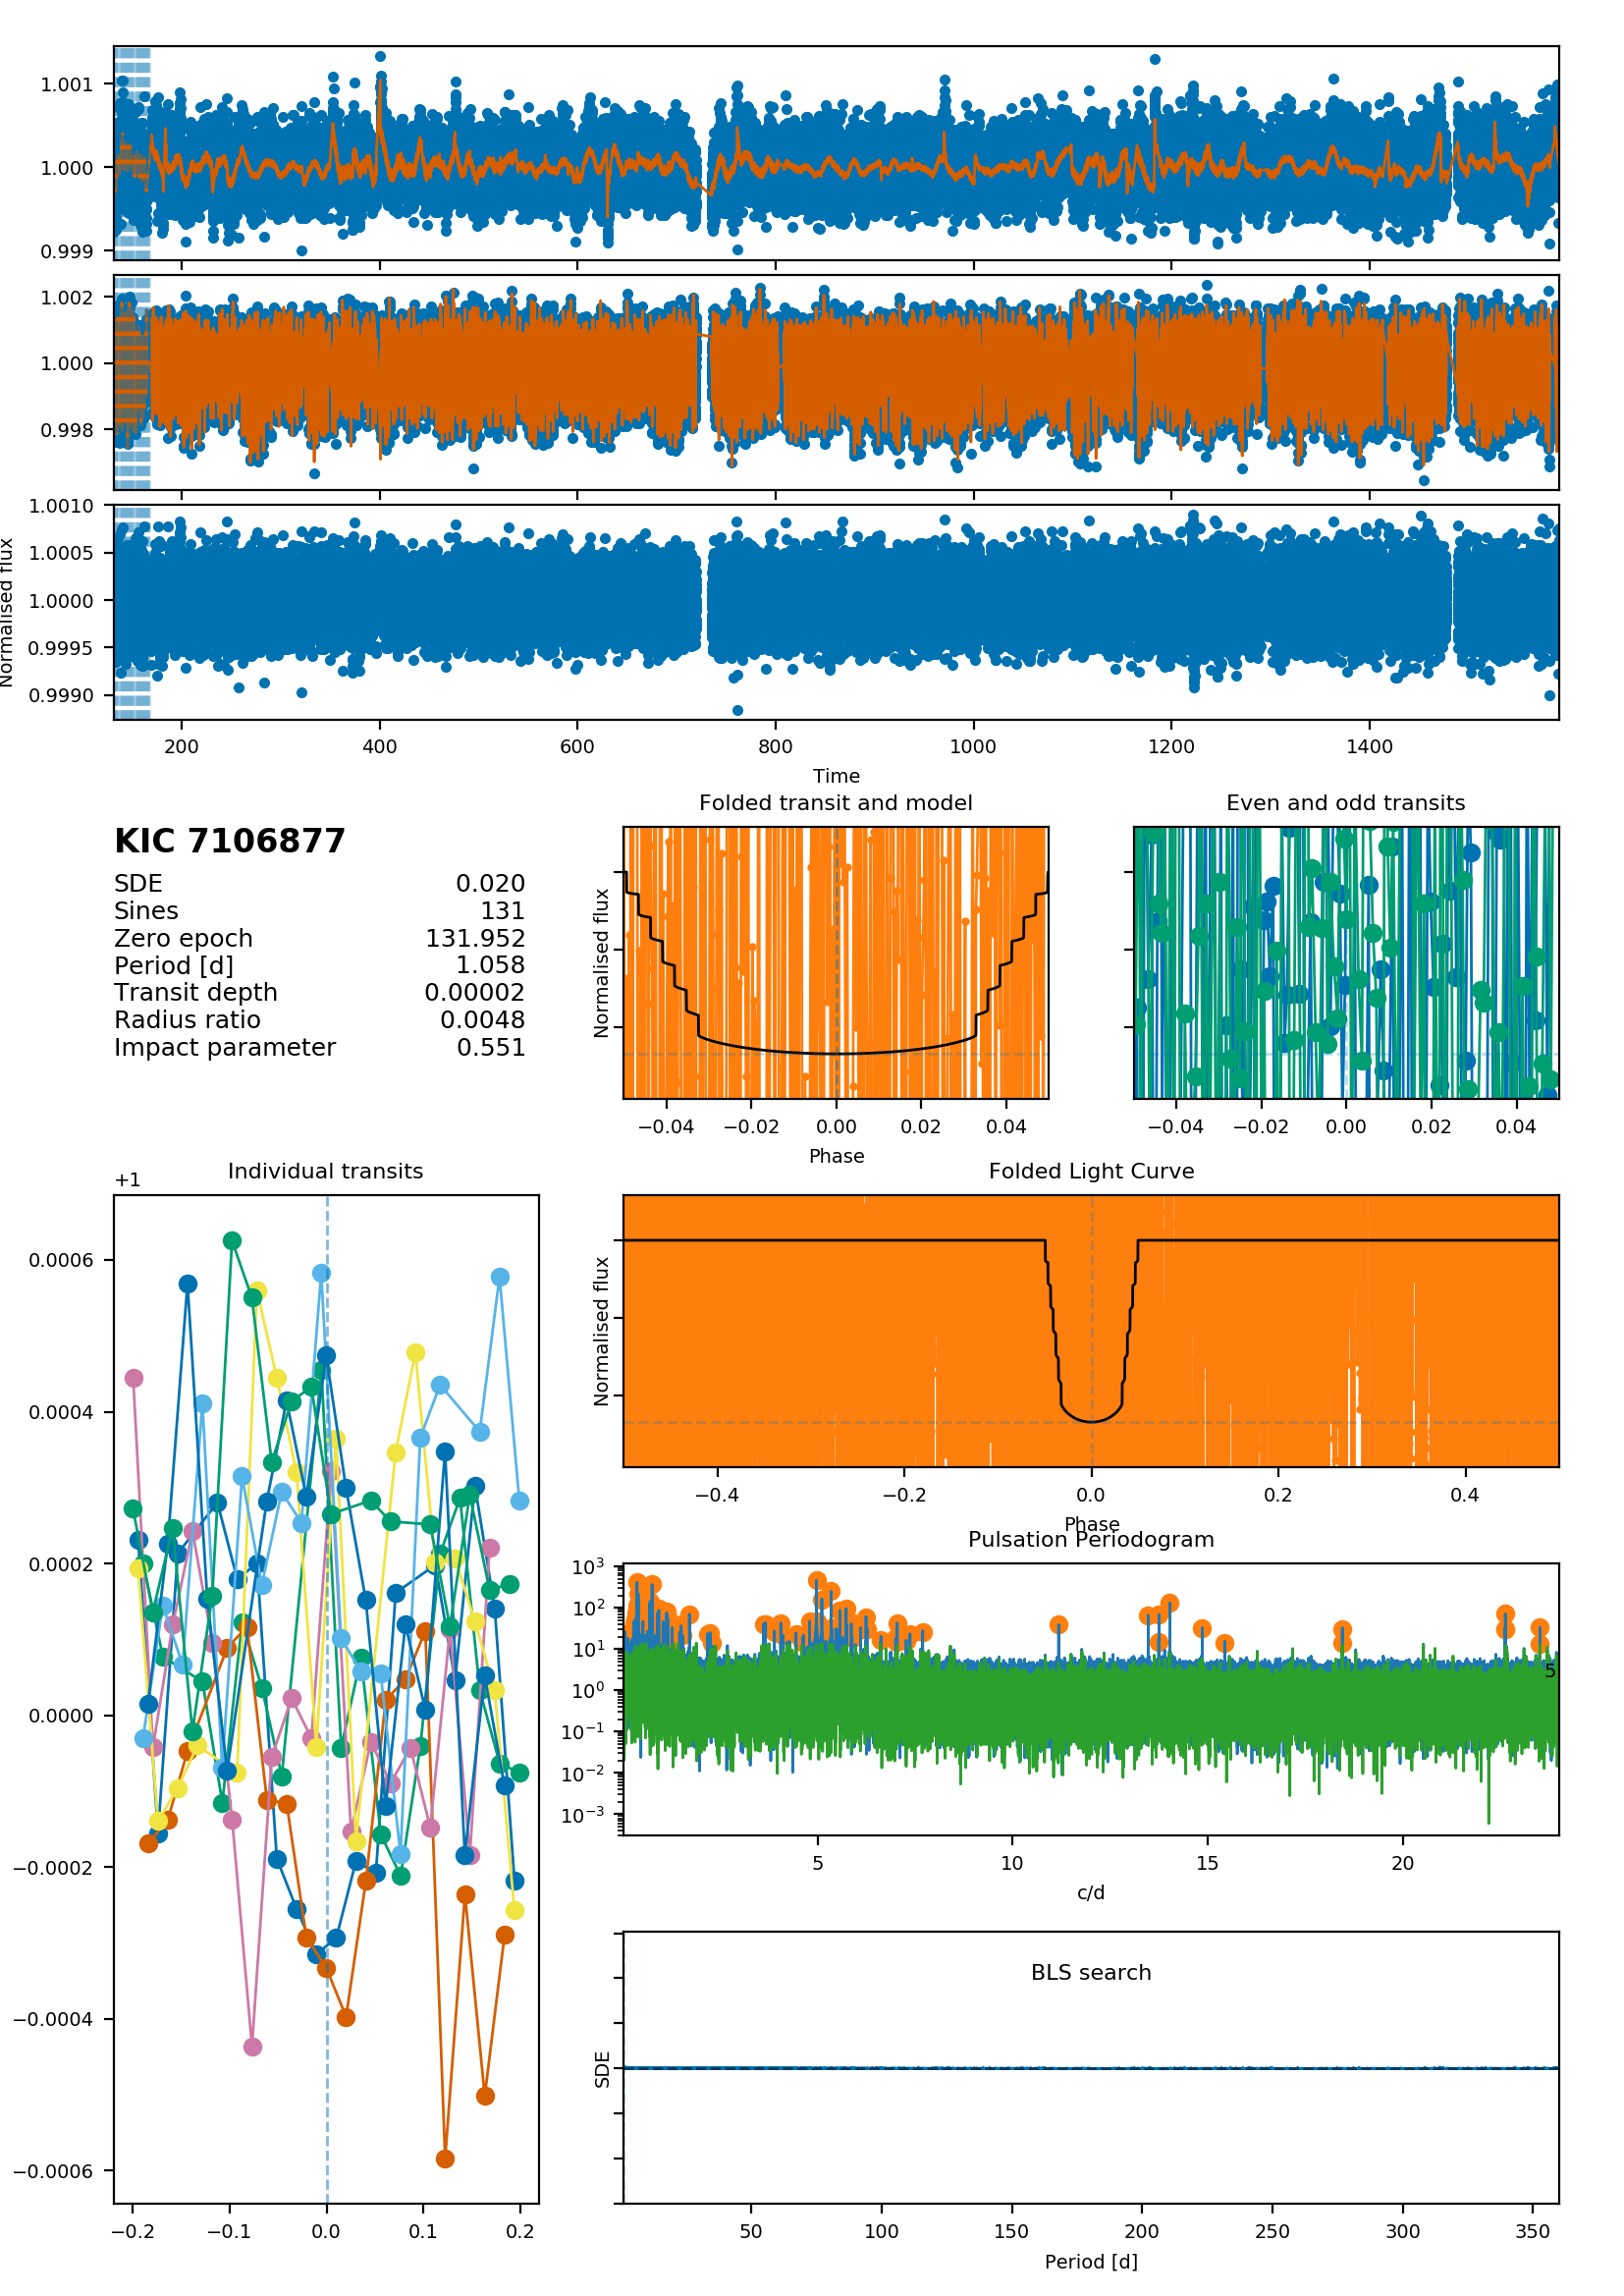 1.001
1.000
0.999
1.002
1.000
0.998
1.0010
1.0005
1.0000
0.9995
0.9990
Normalised flux
200 400 600 800 1000 1200 1400
Time
KIC 7106877
SDE 0.020
Sines 131
Zero epoch 131.952
Period [d] 1.058
Transit depth 0.00002
Radius ratio 0.0048
Impact parameter 0.551
Folded transit and model
Normalised flux
−0.04 −0.02 0.00 0.02 0.04
Phase
Even and odd transits
−0.04 −0.02 0.00 0.02 0.04
Individual transits
+1
0.0006
0.0004
0.0002
0.0000
−0.0002
−0.0004
−0.0006
−0.2 −0.1 0.0 0.1 0.2
Folded Light Curve
Normalised flux
−0.4 −0.2 0.0 0.2 0.4
Phase
Pulsation Periodogram
10³
10²
10¹
10⁰
10⁻¹
10⁻²
10⁻³
5
5 10 15 20
c/d
BLS search
SDE
50 100 150 200 250 300 350
Period [d]